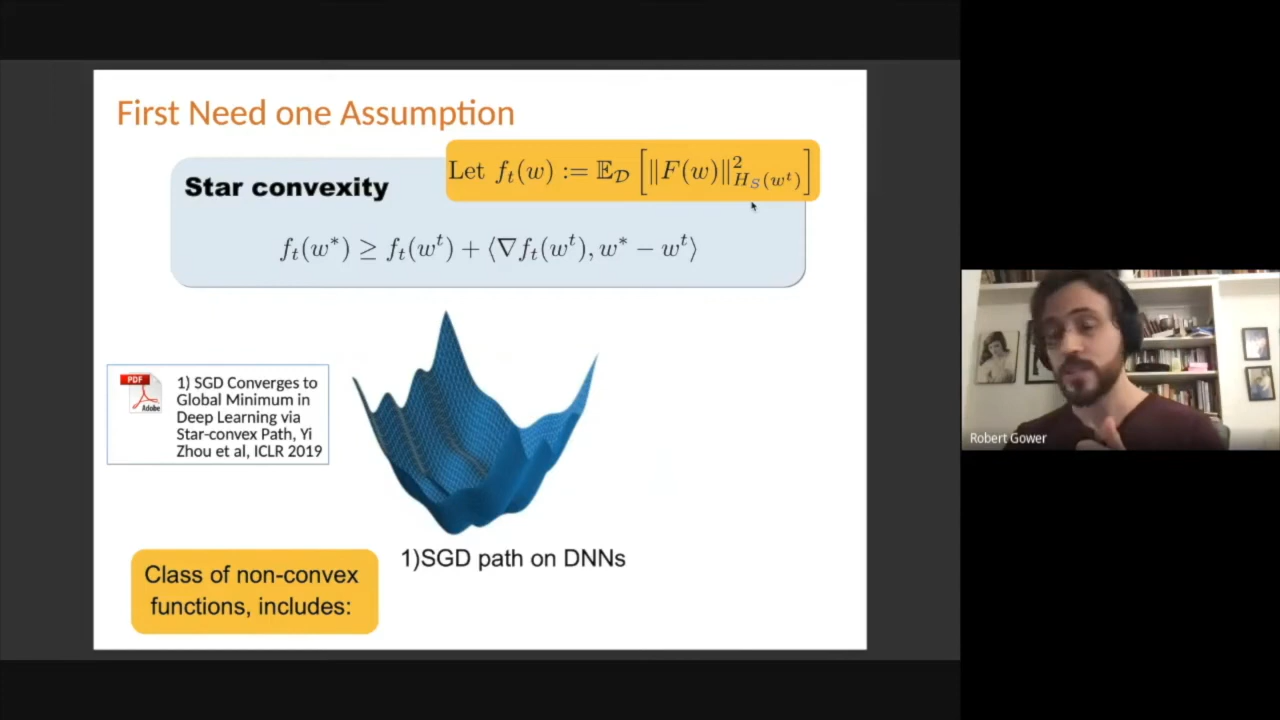 First Need one Assumption
Let $f_t(w) := \mathbb{E}_{\mathcal{D}} \left[ \|F(w)\|^2_{H_S(w^t)} \right]$
Star convexity
$f_t(w^*) \geq f_t(w^t) + \langle \nabla f_t(w^t), w^* - w^t \rangle$
PDF
Adobe
1) SGD Converges to
Global Minimum in
Deep Learning via
Star-convex Path, Yi
Zhou et al, ICLR 2019
1)SGD path on DNNs
Class of non-convex
functions, includes:
Robert Gower